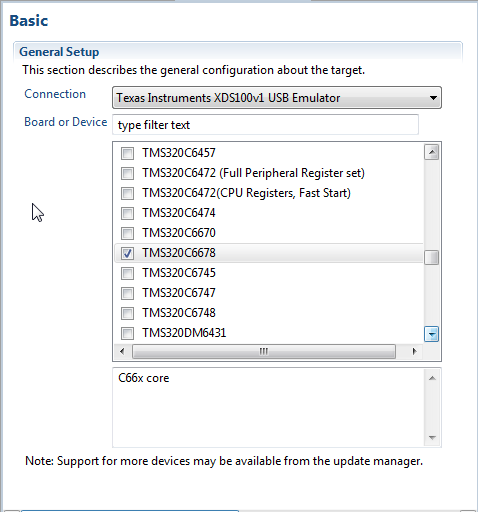 Basic
General Setup
This section describes the general configuration about the target.
Connection
Texas Instruments XDS100v1 USB Emulator
Board or Device
type filter text
TMS320C6457
TMS320C6472 (Full Peripheral Register set)
TMS320C6472(CPU Registers, Fast Start)
TMS320C6474
TMS320C6670
TMS320C6678
TMS320C6745
TMS320C6747
TMS320C6748
TMS320DM6431
C66x core
Note: Support for more devices may be available from the update manager.